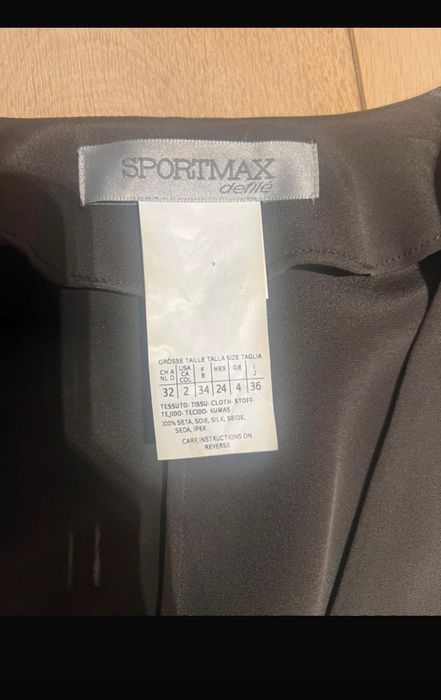 SPORTMAX
defilé
GRÖSSE TAILLE TALLA SIZE TAGLIA
CH A NL D USA CA COL F B MEX GB I J
32 2 34 24 4 36
TESSUTO- TISSU- CLOTH- STOFF-
TEJIDO- TECIDO- KUMAS
100% SETA, SOIE, SILK, SEIDE,
SEDA, IPEK
CARE INSTRUCTIONS ON
REVERSE